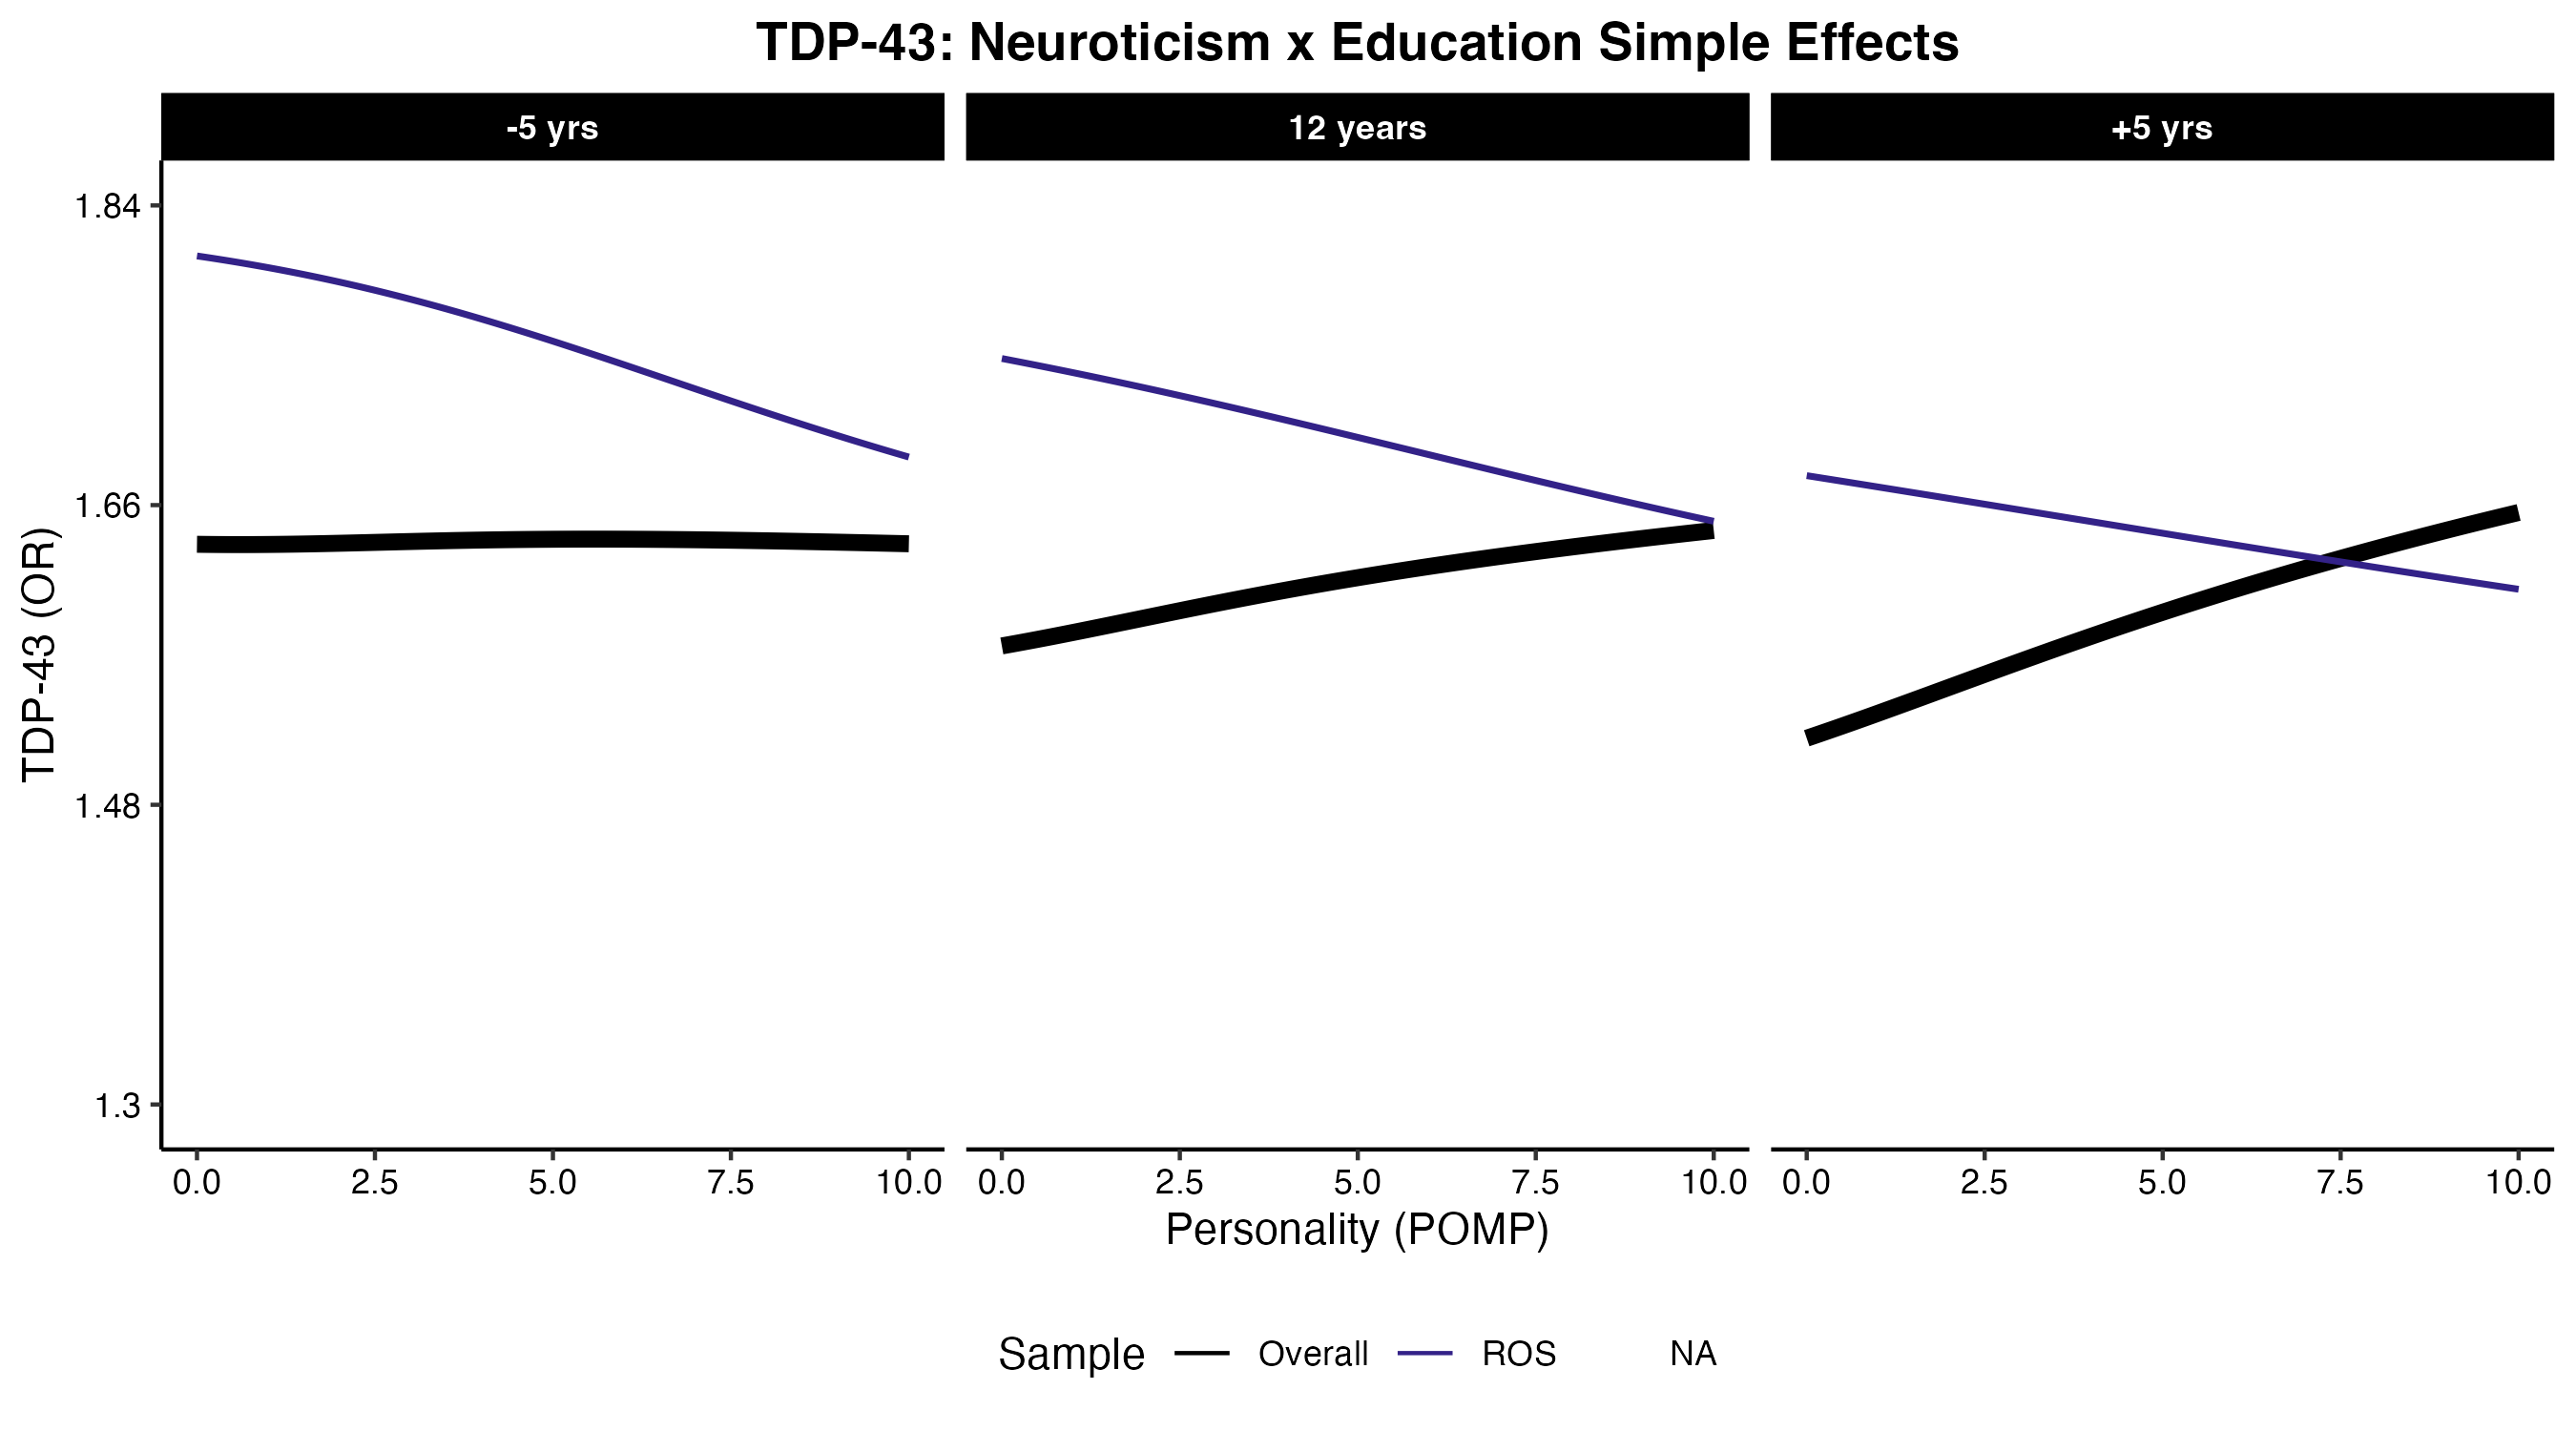 TDP-43: Neuroticism x Education Simple Effects
-5 yrs
12 years
+5 yrs
TDP-43 (OR)
1.84
1.66
1.48
1.3
0.0 2.5 5.0 7.5 10.0
0.0 2.5 5.0 7.5 10.0
0.0 2.5 5.0 7.5 10.0
Personality (POMP)
Sample Overall ROS NA